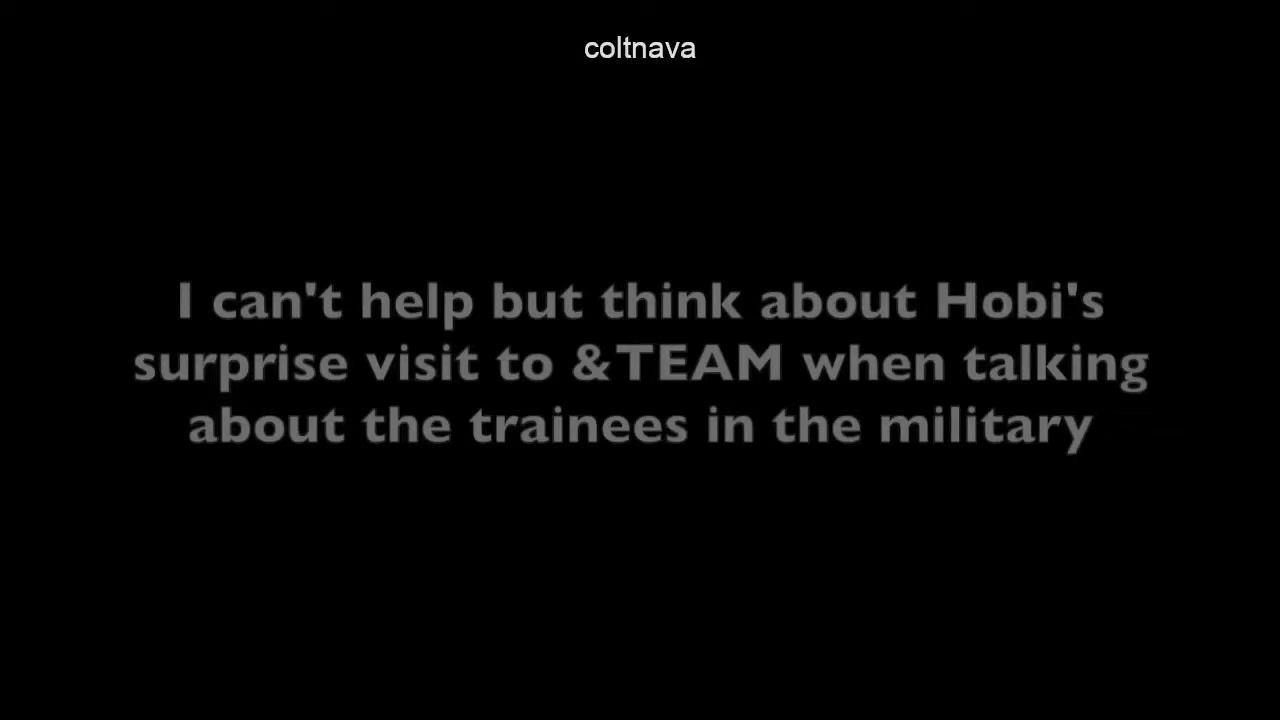 coltnava
I can't help but think about Hobi's
surprise visit to &TEAM when talking
about the trainees in the military